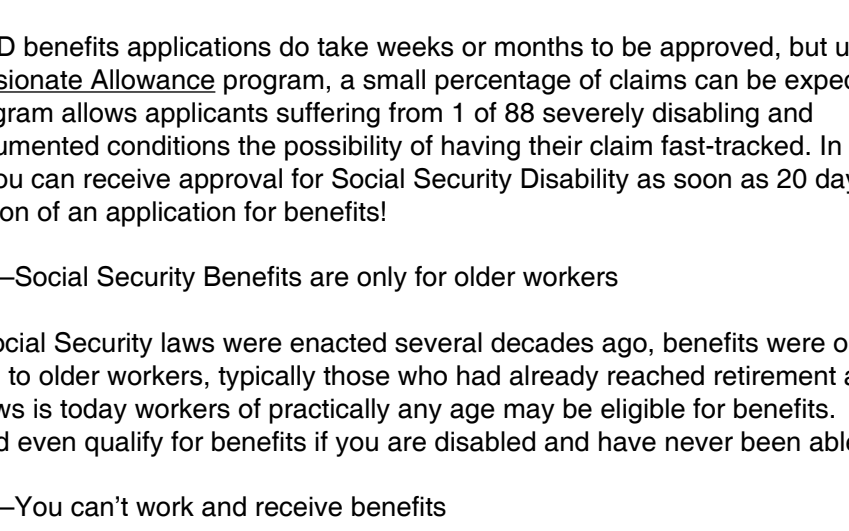 D benefits applications do take weeks or months to be approved, but u
sionate Allowance program, a small percentage of claims can be exped
gram allows applicants suffering from 1 of 88 severely disabling and
umented conditions the possibility of having their claim fast-tracked. In
ou can receive approval for Social Security Disability as soon as 20 day
ion of an application for benefits!
–Social Security Benefits are only for older workers
ocial Security laws were enacted several decades ago, benefits were o
to older workers, typically those who had already reached retirement a
ws is today workers of practically any age may be eligible for benefits.
d even qualify for benefits if you are disabled and have never been able
–You can’t work and receive benefits